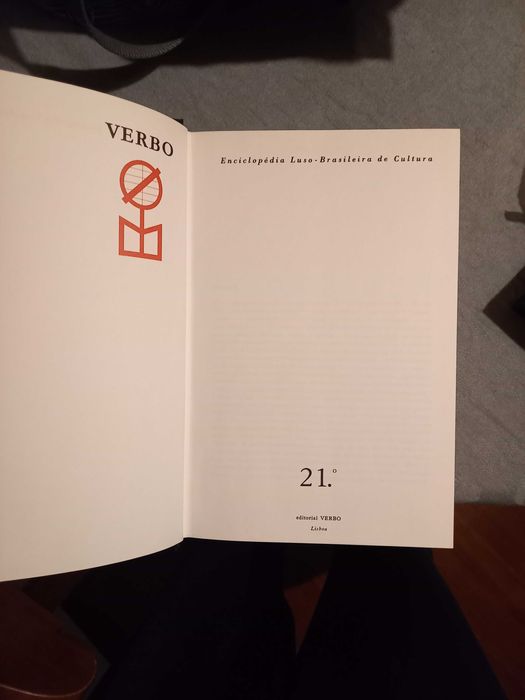 VERBO
Enciclopédia Luso-Brasileira de Cultura
21.º
editorial VERBO
Lisboa